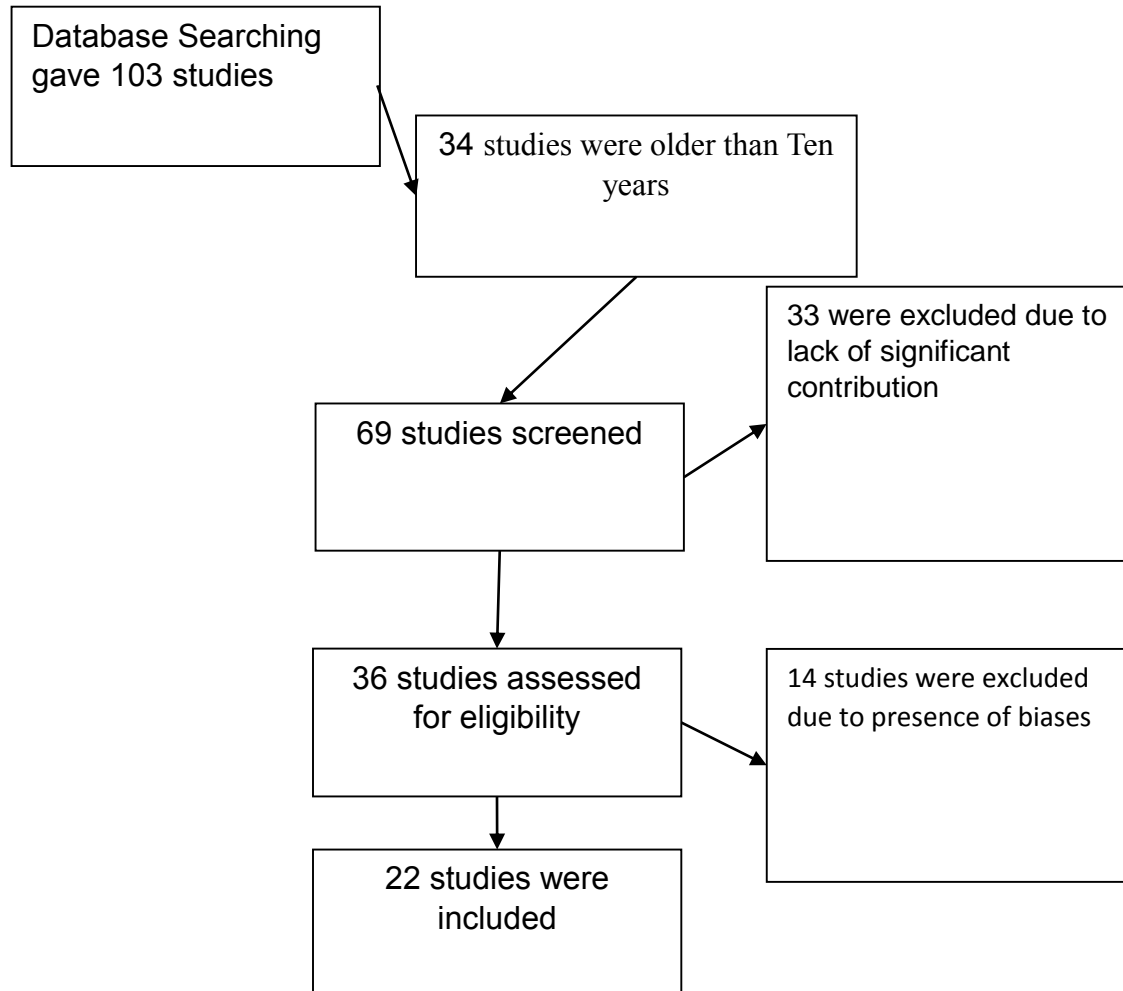 Database Searching
gave 103 studies
34 studies were older than Ten
years
33 were excluded due to
lack of significant
contribution
69 studies screened
36 studies assessed
for eligibility
14 studies were excluded
due to presence of biases
22 studies were
included